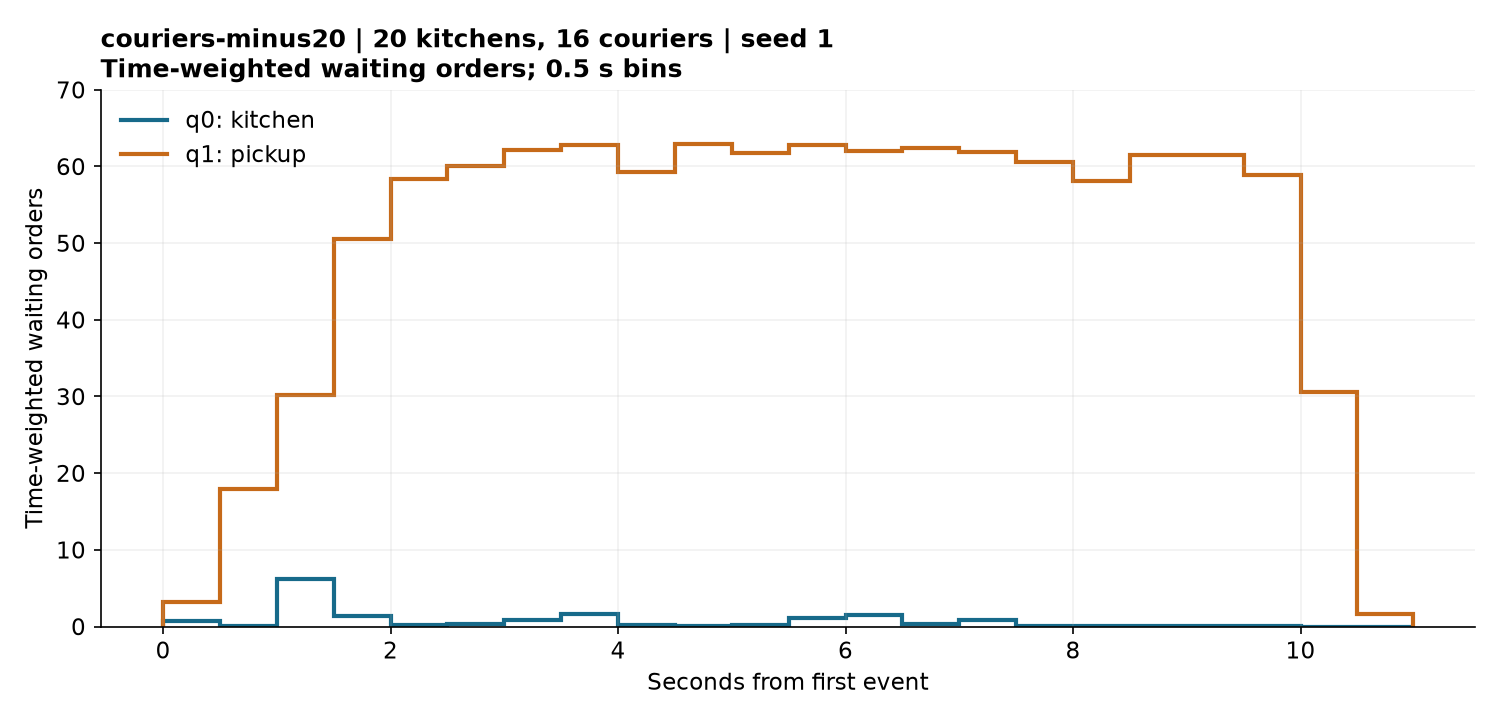 couriers-minus20 | 20 kitchens, 16 couriers | seed 1
Time-weighted waiting orders; 0.5 s bins
q0: kitchen
q1: pickup
Time-weighted waiting orders
70
60
50
40
30
20
10
0
0 2 4 6 8 10
Seconds from first event